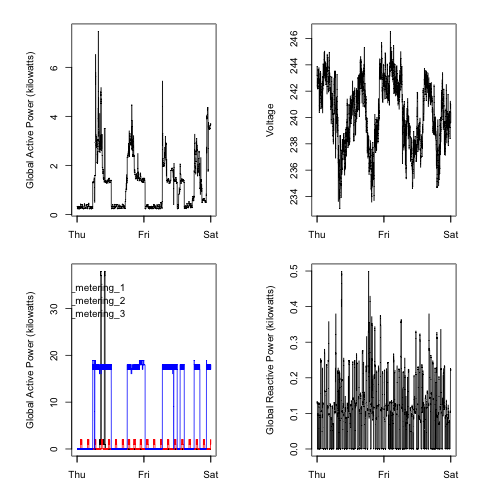 Global Active Power (kilowatts)
0 2 4 6
Thu Fri Sat
Voltage
234 236 238 240 242 244 246
Thu Fri Sat
Global Active Power (kilowatts)
0 10 20 30
_metering_1
_metering_2
_metering_3
Thu Fri Sat
Global Reactive Power (kilowatts)
0.0 0.1 0.2 0.3 0.4 0.5
Thu Fri Sat